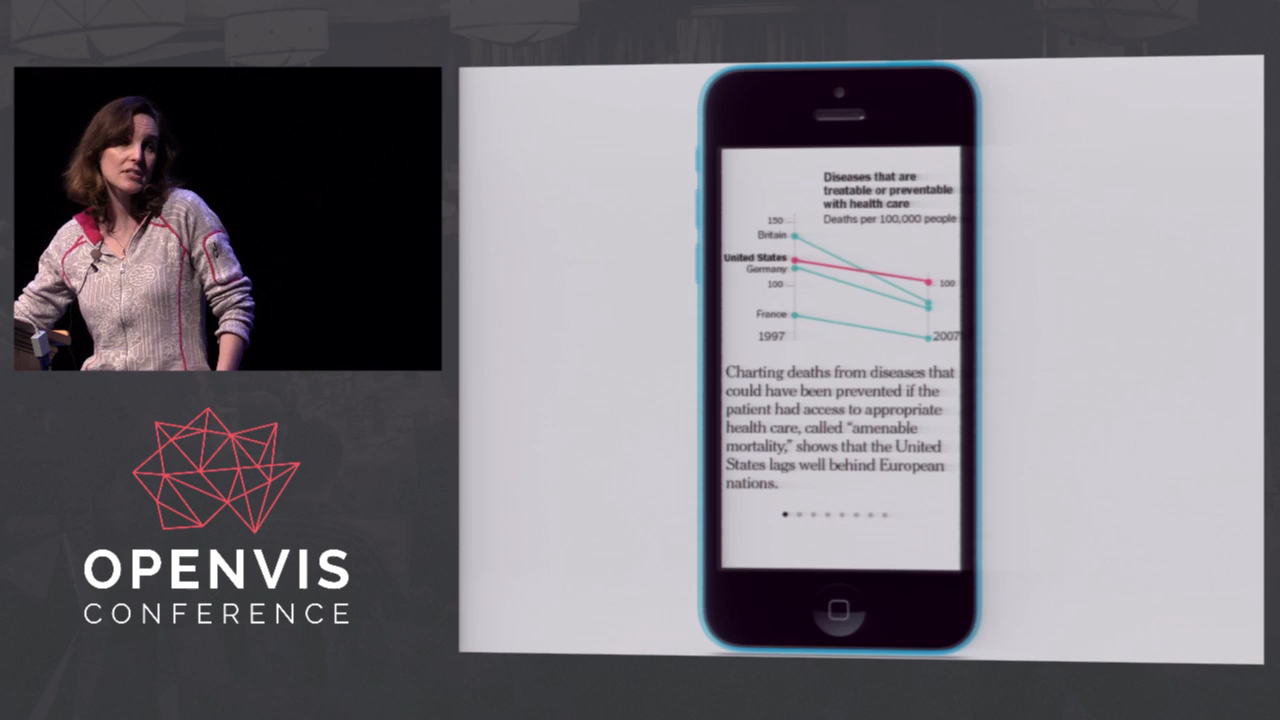 Diseases that are
treatable or preventable
with health care
Deaths per 100,000 people
150
Britain
United States
Germany
100
100
France
1997
2007
Charting deaths from diseases that
could have been prevented if the
patient had access to appropriate
health care, called “amenable
mortality,” shows that the United
States lags well behind European
nations.
OPENVIS
CONFERENCE